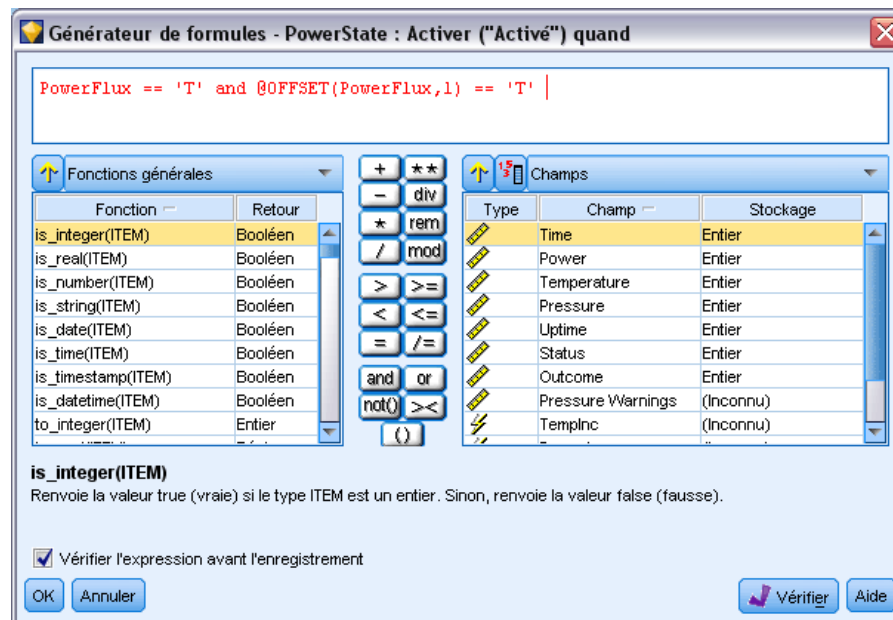 Générateur de formules - PowerState : Activer ("Activé") quand
PowerFlux == 'T' and @OFFSET(PowerFlux,1) == 'T'
Fonctions générales
Fonction Retour
is_integer(ITEM) Booléen
is_real(ITEM) Booléen
is_number(ITEM) Booléen
is_string(ITEM) Booléen
is_date(ITEM) Booléen
is_time(ITEM) Booléen
is_timestamp(ITEM) Booléen
is_datetime(ITEM) Booléen
to_integer(ITEM) Entier
+ **
- div
* rem
/ mod
> >=
< <=
= /=
and or
not() ><
()
Champs
Type Champ Stockage
Time Entier
Power Entier
Temperature Entier
Pressure Entier
Uptime Entier
Status Entier
Outcome Entier
Pressure Warnings (Inconnu)
TempInc (Inconnu)
is_integer(ITEM)
Renvoie la valeur true (vraie) si le type ITEM est un entier. Sinon, renvoie la valeur false (fausse).
Vérifier l'expression avant l'enregistrement
OK Annuler Vérifier Aide